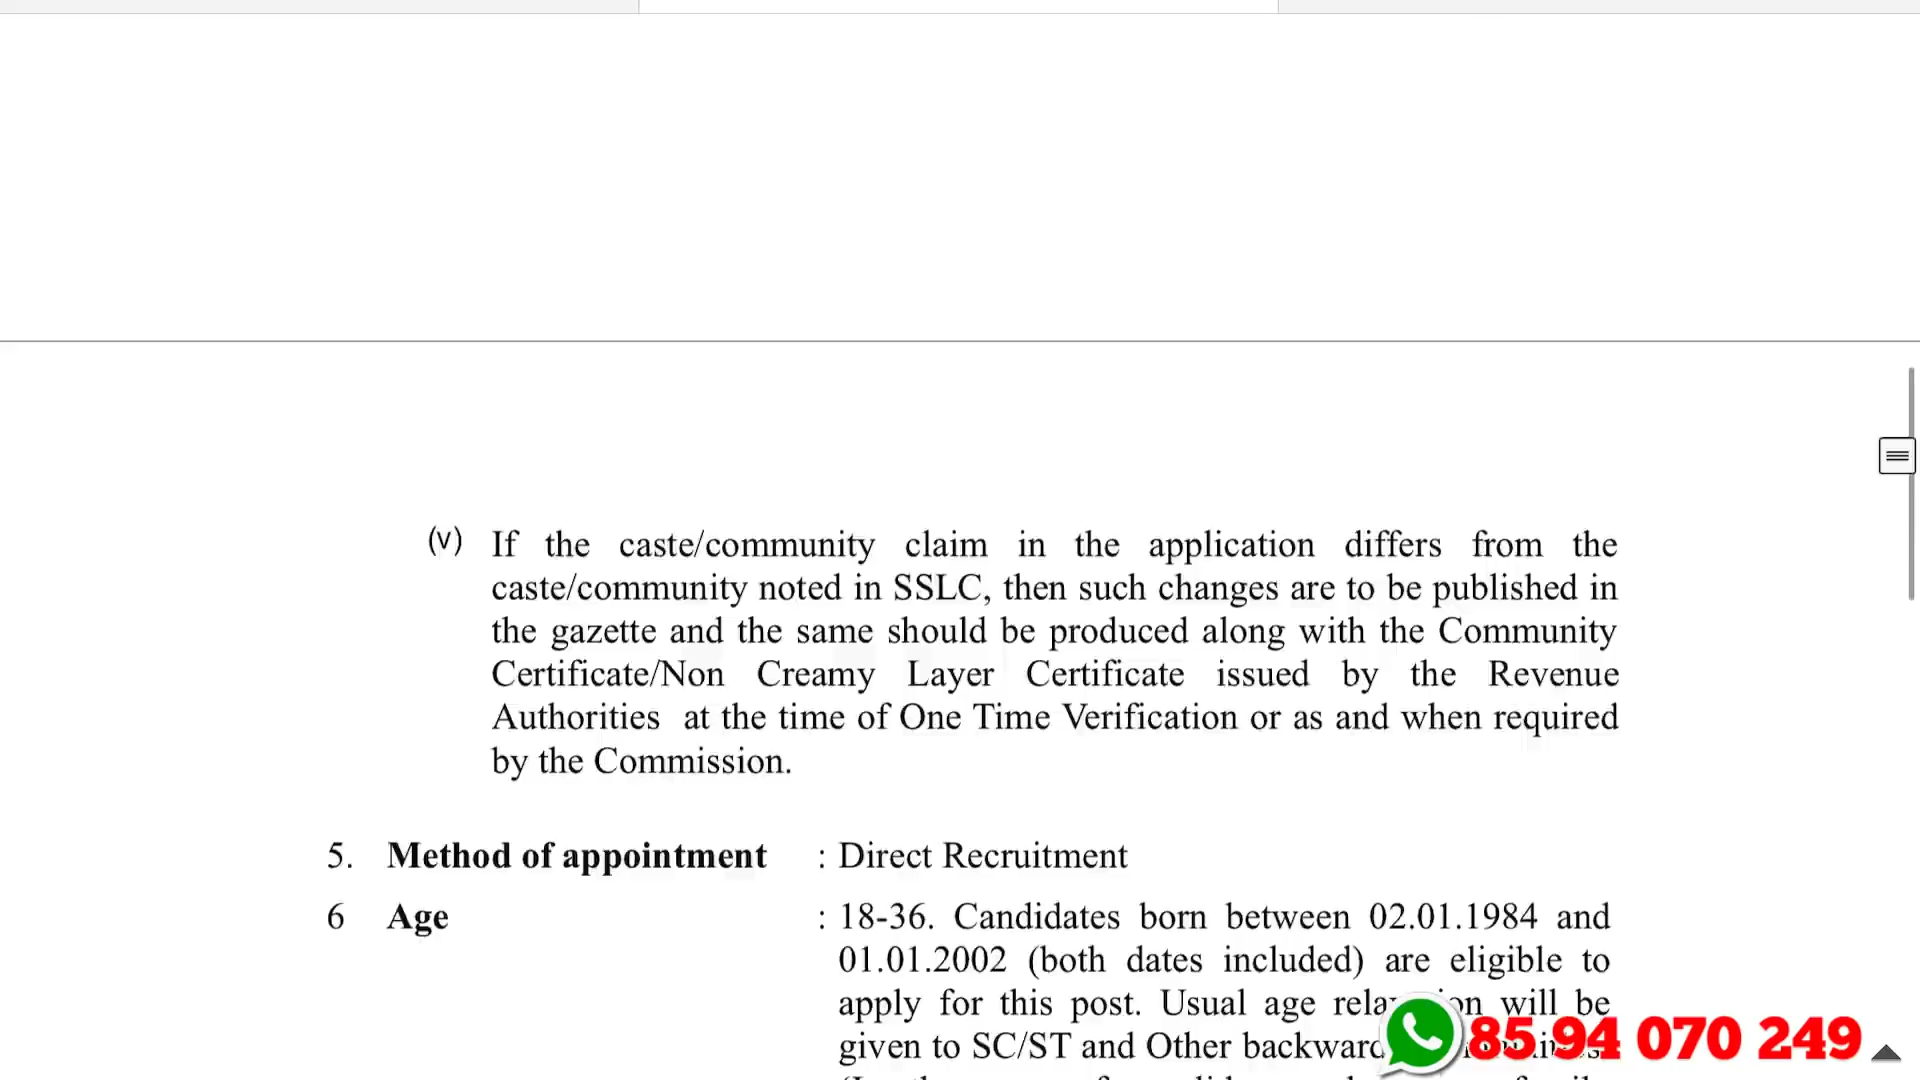 (v) If the caste/community claim in the application differs from the
caste/community noted in SSLC, then such changes are to be published in
the gazette and the same should be produced along with the Community
Certificate/Non Creamy Layer Certificate issued by the Revenue
Authorities at the time of One Time Verification or as and when required
by the Commission.
5. Method of appointment : Direct Recruitment
6 Age : 18-36. Candidates born between 02.01.1984 and
01.01.2002 (both dates included) are eligible to
apply for this post. Usual age will be
given to SC/ST and Other backward
85 94 070 249